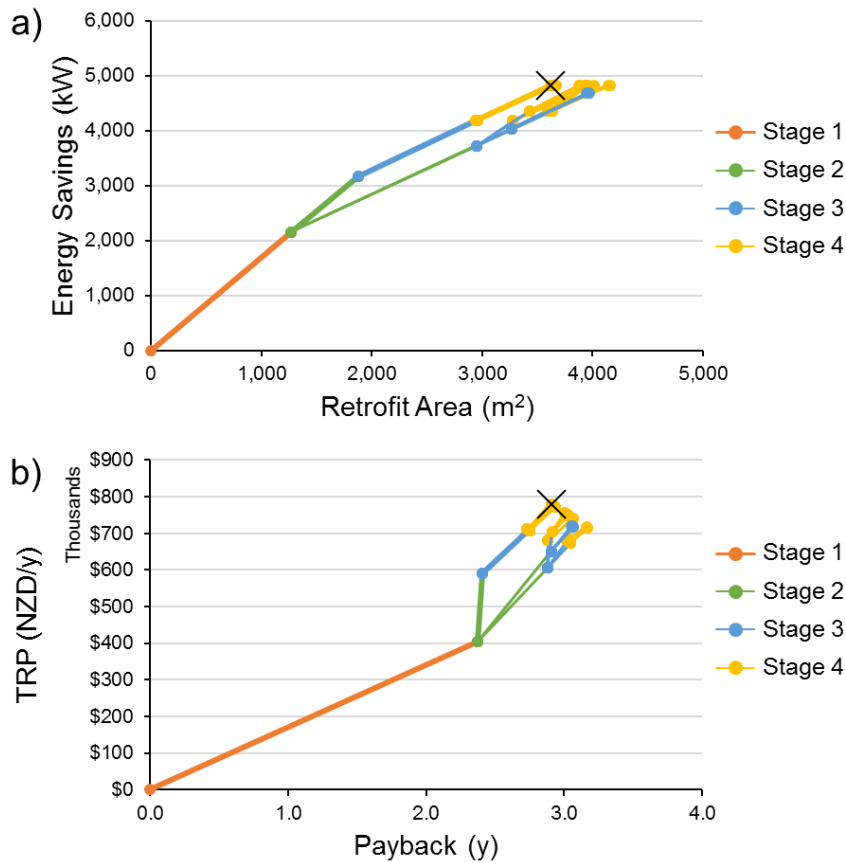 a)
Energy Savings (kW)
6,000
5,000
4,000
3,000
2,000
1,000
0
0 1,000 2,000 3,000 4,000 5,000
Retrofit Area (m²)
Stage 1
Stage 2
Stage 3
Stage 4
b)
TRP (NZD/y)
Thousands
$900
$800
$700
$600
$500
$400
$300
$200
$100
$0
0.0 1.0 2.0 3.0 4.0
Payback (y)
Stage 1
Stage 2
Stage 3
Stage 4